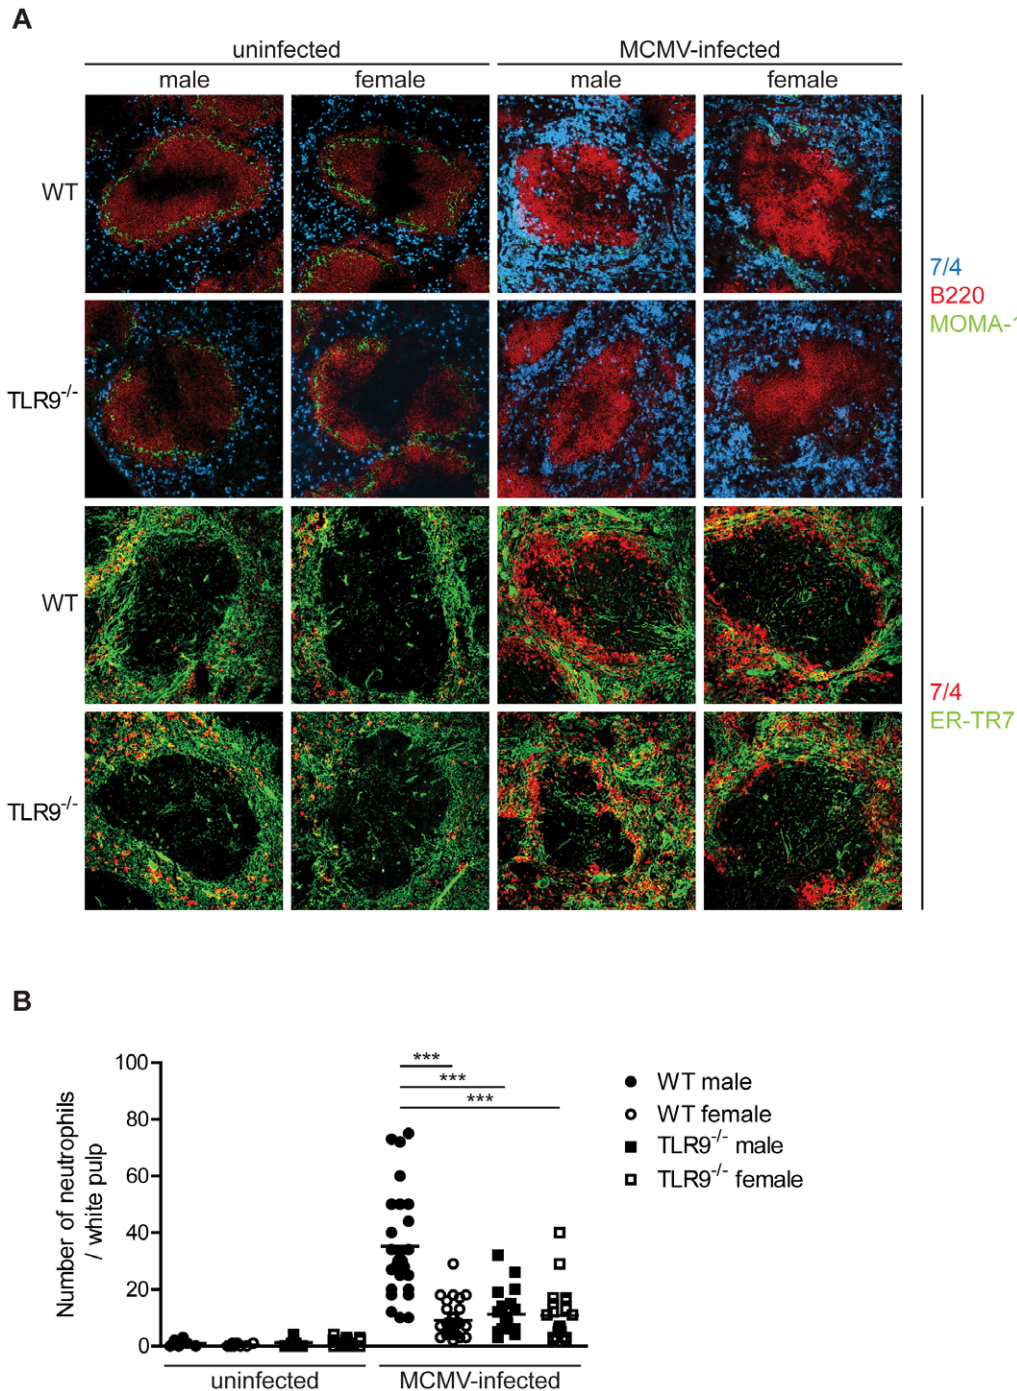 A
uninfected MCMV-infected
male female male female
WT
7/4
B220
MOMA-1
TLR9-/-
WT
7/4
ER-TR7
TLR9-/-
B
Number of neutrophils
/ white pulp
100
80
60
40
20
0
***
***
***
WT male
WT female
TLR9-/- male
TLR9-/- female
uninfected MCMV-infected